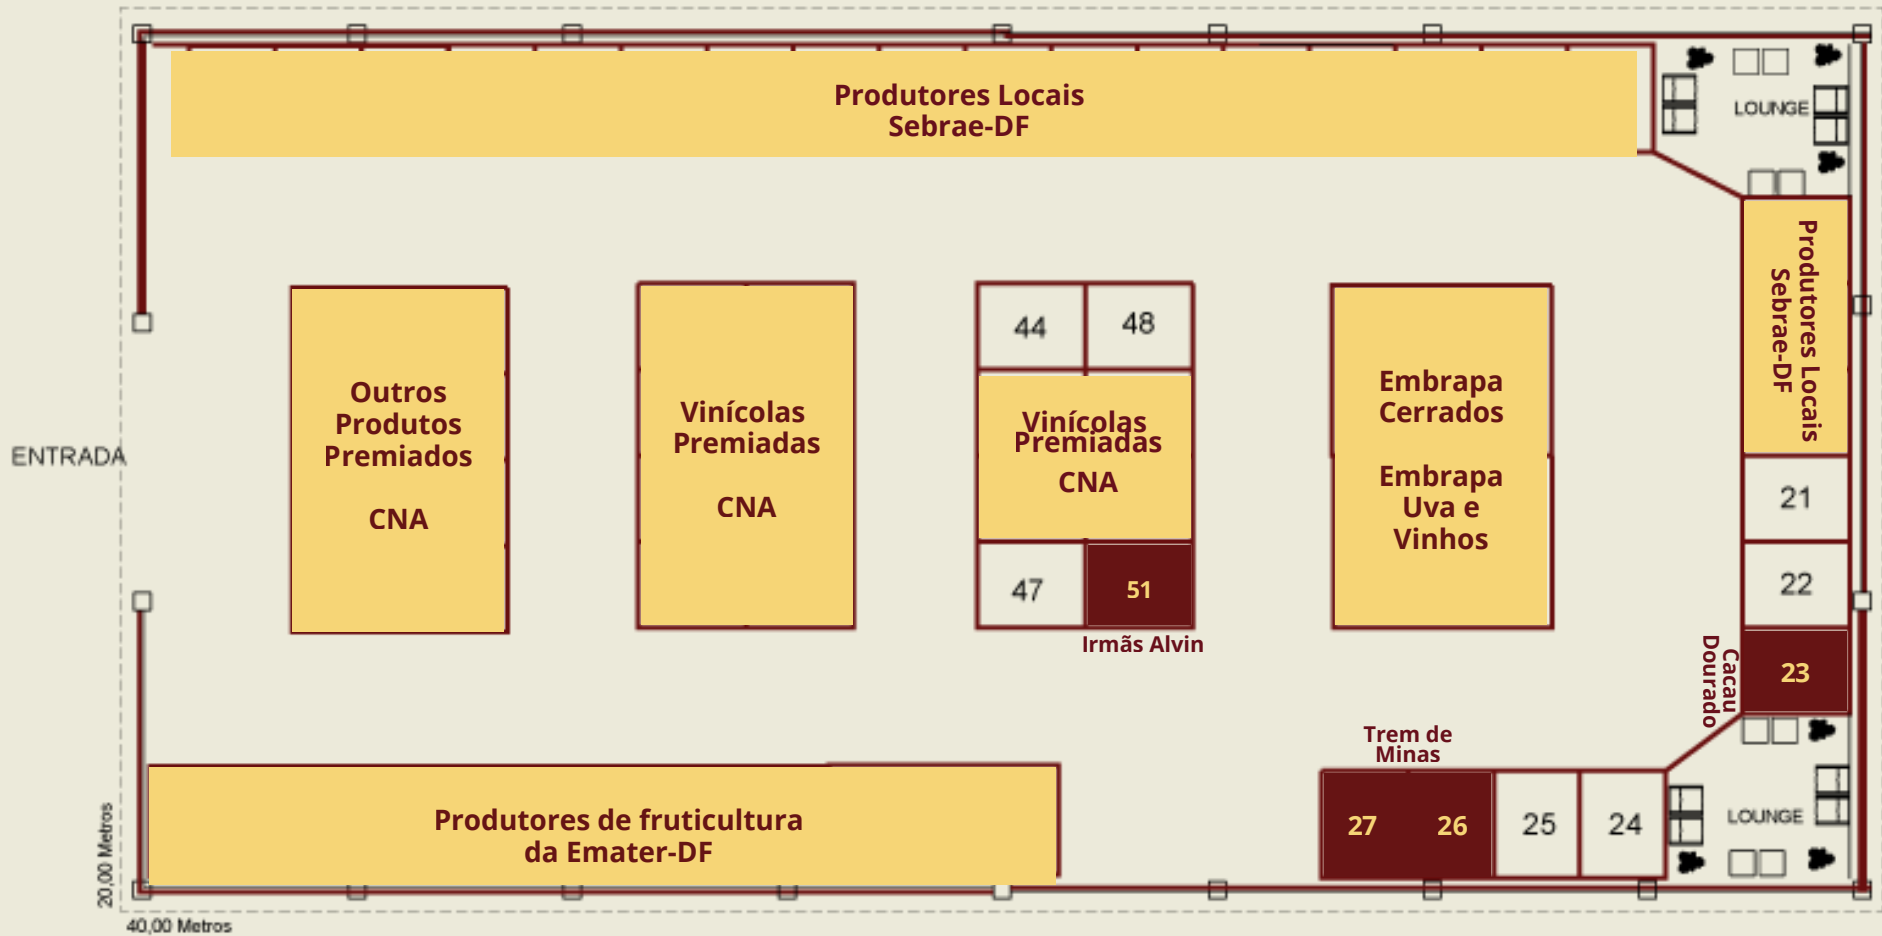 Produtores Locais
Sebrae-DF
LOUNGE
Produtores Locais
Sebrae-DF
44
48
Outros
Produtos
Premiados
CNA
Vinícolas
Premiadas
CNA
Vinícolas
Premiadas
CNA
Embrapa
Cerrados
Embrapa
Uva e
Vinhos
ENTRADA
21
22
47
51
Irmãs Alvin
Cacau
Dourado
23
Trem de
Minas
27
26
25
24
LOUNGE
Produtores de fruticultura
da Emater-DF
20,00 Metros
40,00 Metros